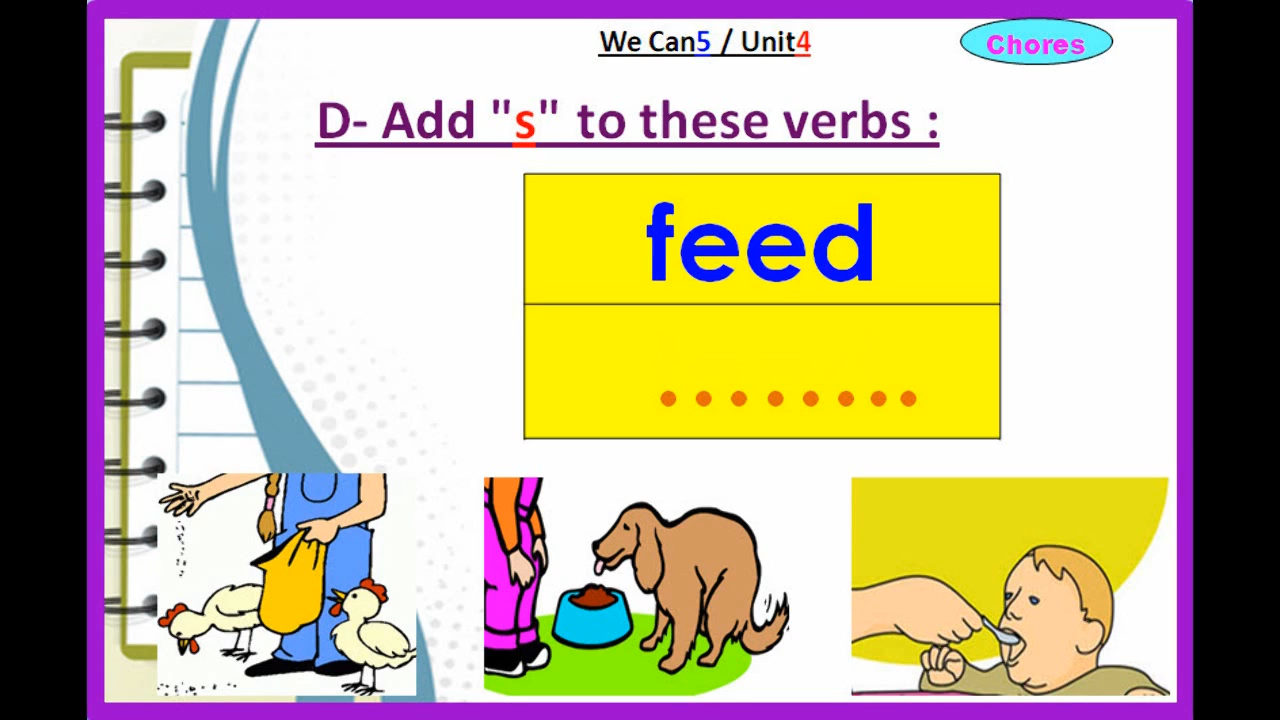 We Can5 / Unit4
Chores
D- Add "s" to these verbs :
feed
........